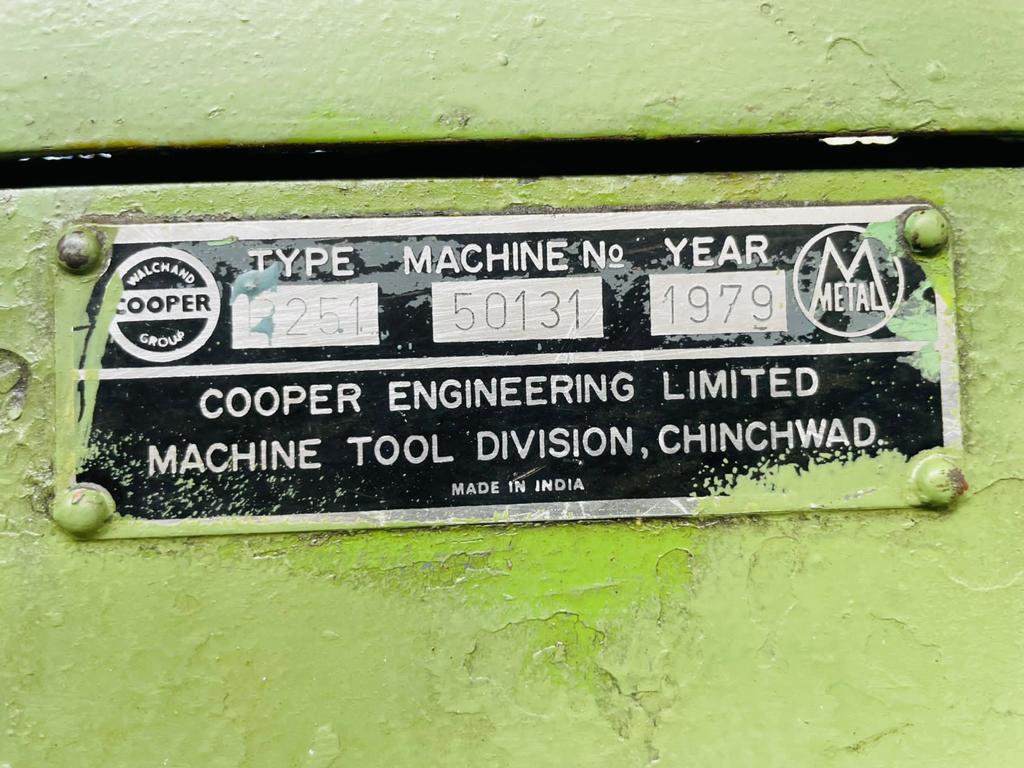 WALCHAND
COOPER
GROUP
TYPE MACHINE No YEAR
251 50131 1979
M
METAL
COOPER ENGINEERING LIMITED
MACHINE TOOL DIVISION, CHINCHWAD.
MADE IN INDIA